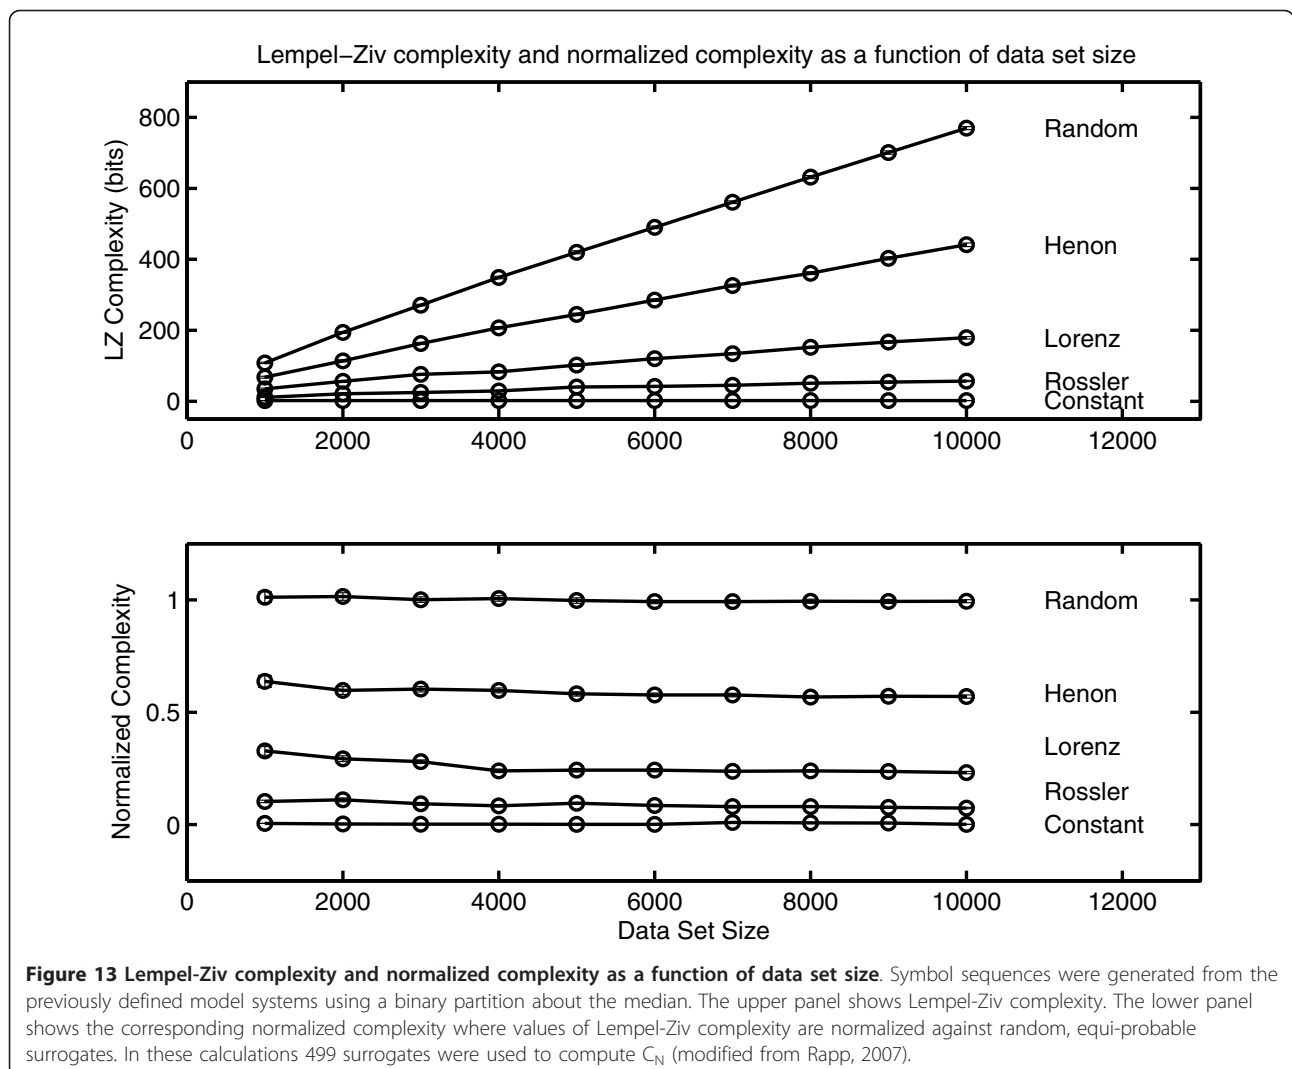 Lempel−Ziv complexity and normalized complexity as a function of data set size
LZ Complexity (bits)
800
600
400
200
0
Random
Henon
Lorenz
Rossler
Constant
0 2000 4000 6000 8000 10000 12000
Normalized Complexity
1
0.5
0
Random
Henon
Lorenz
Rossler
Constant
0 2000 4000 6000 8000 10000 12000
Data Set Size
Figure 13 Lempel-Ziv complexity and normalized complexity as a function of data set size. Symbol sequences were generated from the
previously defined model systems using a binary partition about the median. The upper panel shows Lempel-Ziv complexity. The lower panel
shows the corresponding normalized complexity where values of Lempel-Ziv complexity are normalized against random, equi-probable
surrogates. In these calculations 499 surrogates were used to compute C_N (modified from Rapp, 2007).